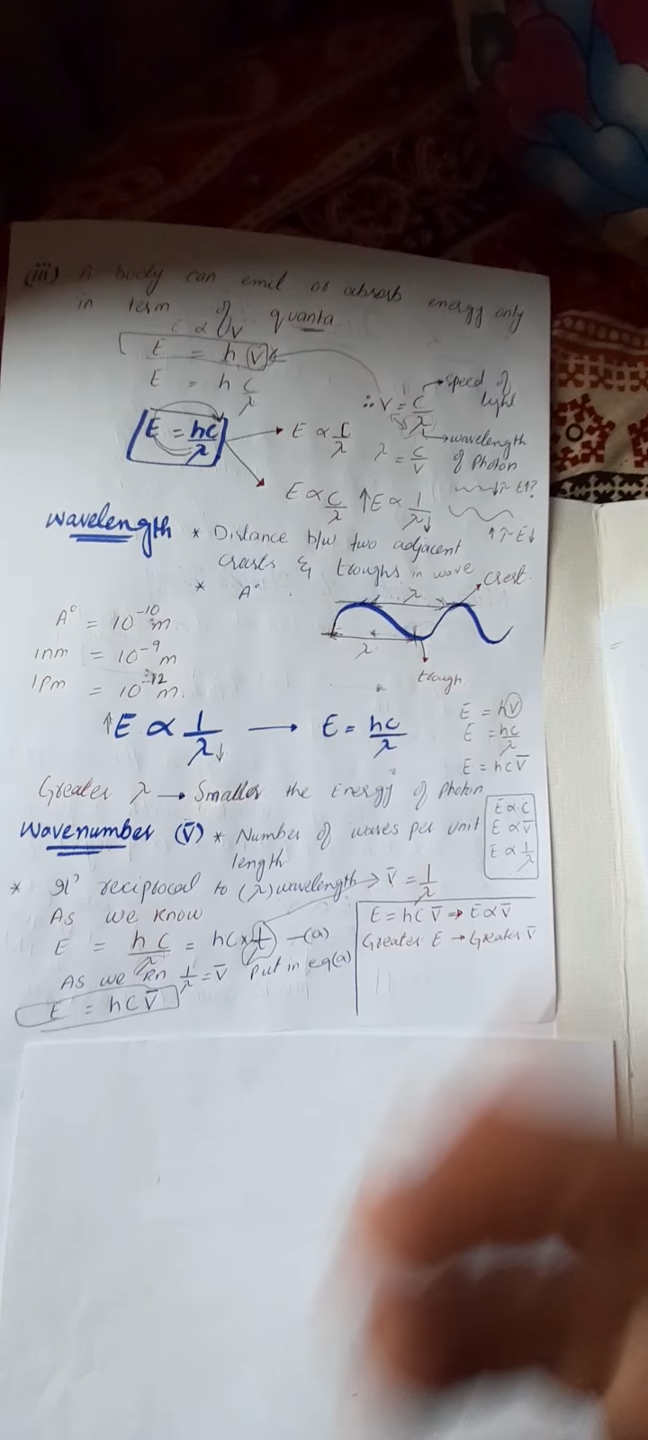 (iii) A body can emit or absorb energy only
in term of quanta.
E ∝ ν
E = hν
E = h c/λ
∴ ν = c/λ → speed of light
→ wavelength of Photon
λ = c/ν
E = hc/λ → E ∝ c/λ
E ∝ c/λ ↑E ∝ 1/λ↓
↑λ E↓
Wavelength * Distance b/w two adjacent
crests & troughs in wave
* A°
λ crest
λ
trough
A° = 10⁻¹⁰ m
1nm = 10⁻⁹ m
1Pm = 10⁻¹² m.
↑E ∝ 1/λ↓ → E = hc/λ
E = hν
E = hc/λ
E = hcν̄
Greater λ → Smaller the Energy of Photon
E ∝ C
E ∝ ν̄
E ∝ 1/λ
Wavenumber (ν̄) * Number of waves per unit
length
* It' reciprocal to (λ) wavelength → ν̄ = 1/λ
As we know
E = hc/λ = hc × 1/λ —(a)
As we kn 1/λ = ν̄ Put in eq(a)
E = hcν̄
E = hcν̄ → E ∝ ν̄
Greater E → Greater ν̄